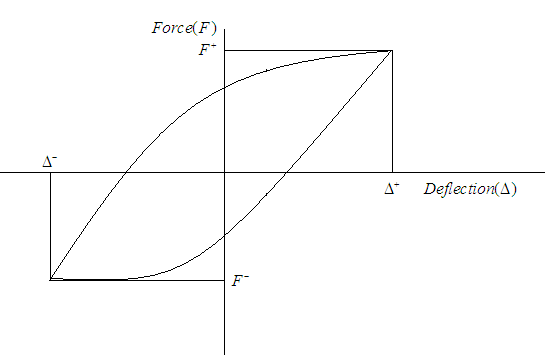 Force(F)
F⁺
Δ⁻
Δ⁺ Deflection(Δ)
F⁻